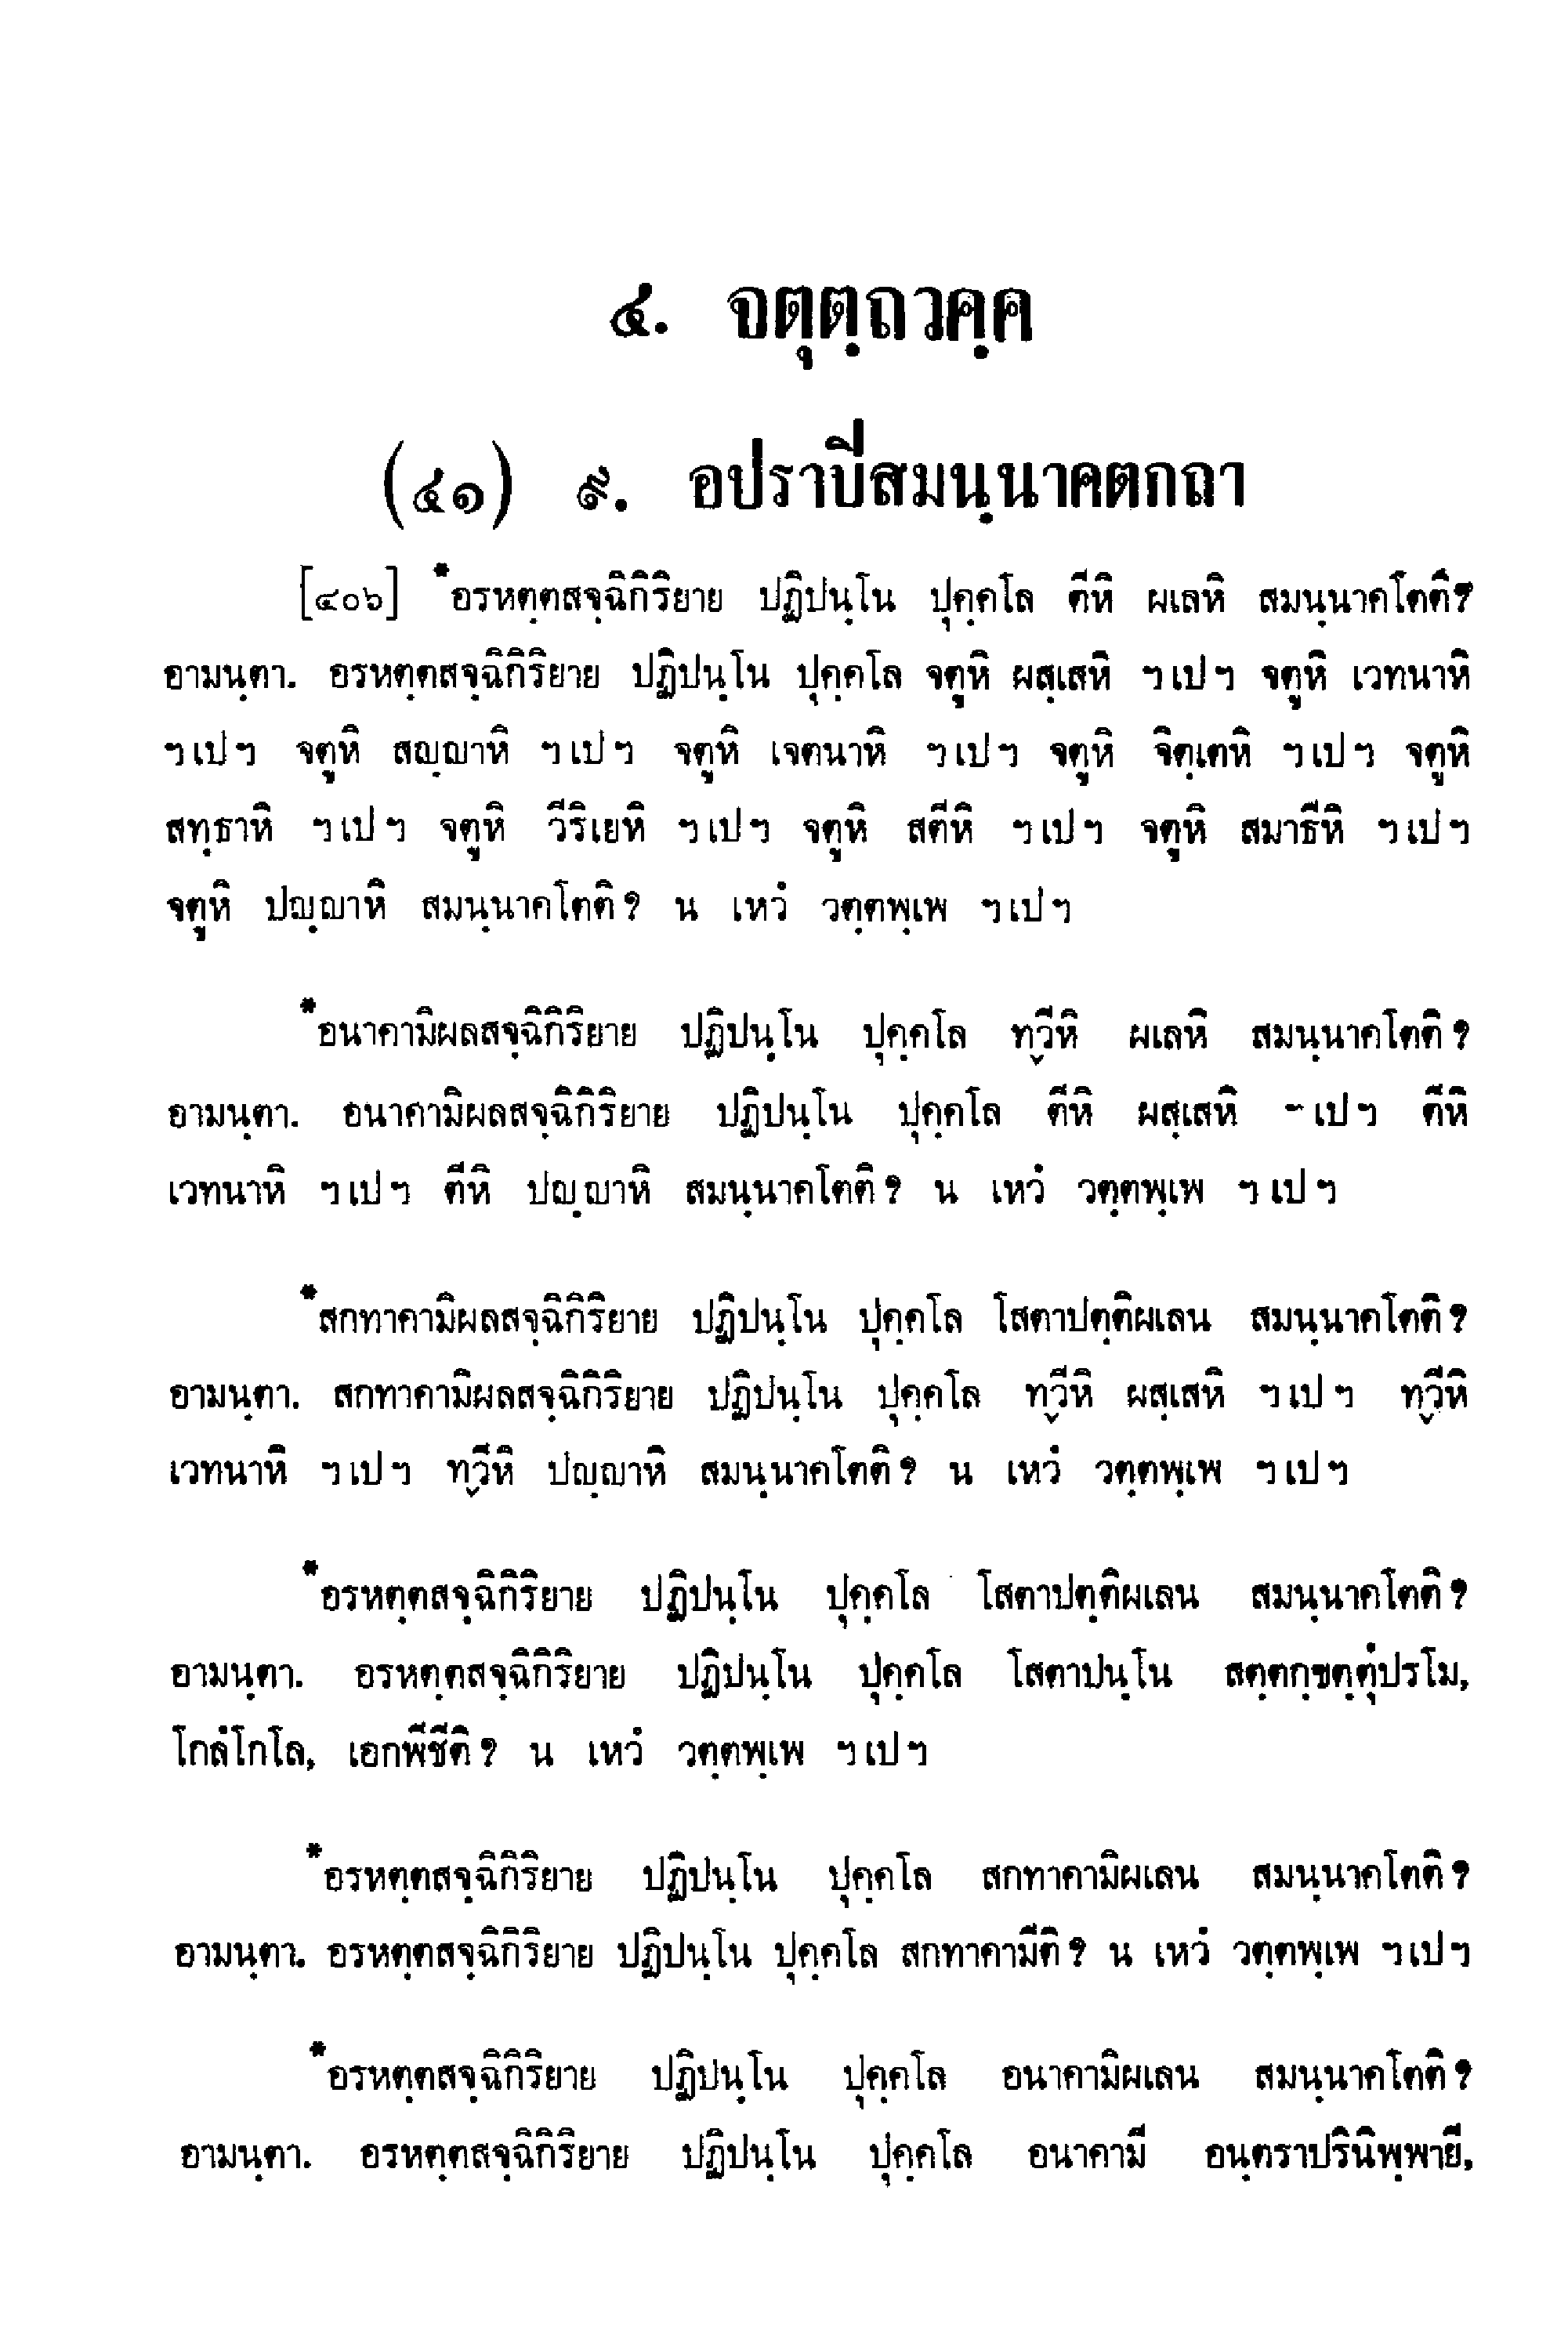 ๔. จตุตฺถวคฺค
(๔๑) ๙. อปราปีสมนฺนาคตกถา
[๔๐๖] *อรหตฺตสจฺฉิกิริยาย ปฏิปนฺโน ปุคฺคโล ตีหิ ผเลหิ สมนฺนาคโตติ?
อามนฺตา. อรหตฺตสจฺฉิกิริยาย ปฏิปนฺโน ปุคฺคโล จตูหิ ผสฺเสหิ ฯเปฯ จตูหิ เวทนาหิ
ฯเปฯ จตูหิ สญฺญาหิ ฯเปฯ จตูหิ เจตนาหิ ฯเปฯ จตูหิ จิตฺเตหิ ฯเปฯ จตูหิ
สทฺธาหิ ฯเปฯ จตูหิ วีริเยหิ ฯเปฯ จตูหิ สตีหิ ฯเปฯ จตูหิ สมาธีหิ ฯเปฯ
จตูหิ ปญฺญาหิ สมนฺนาคโตติ? น เหวํ วตฺตพฺเพ ฯเปฯ
*อนาคามิผลสจฺฉิกิริยาย ปฏิปนฺโน ปุคฺคโล ทฺวีหิ ผเลหิ สมนฺนาคโตติ?
อามนฺตา. อนาคามิผลสจฺฉิกิริยาย ปฏิปนฺโน ปุคฺคโล ตีหิ ผสฺเสหิ ฯเปฯ ตีหิ
เวทนาหิ ฯเปฯ ตีหิ ปญฺญาหิ สมนฺนาคโตติ? น เหวํ วตฺตพฺเพ ฯเปฯ
*สกทาคามิผลสจฺฉิกิริยาย ปฏิปนฺโน ปุคฺคโล โสตาปตฺติผเลน สมนฺนาคโตติ?
อามนฺตา. สกทาคามิผลสจฺฉิกิริยาย ปฏิปนฺโน ปุคฺคโล ทฺวีหิ ผสฺเสหิ ฯเปฯ ทฺวีหิ
เวทนาหิ ฯเปฯ ทฺวีหิ ปญฺญาหิ สมนฺนาคโตติ? น เหวํ วตฺตพฺเพ ฯเปฯ
*อรหตฺตสจฺฉิกิริยาย ปฏิปนฺโน ปุคฺคโล โสตาปตฺติผเลน สมนฺนาคโตติ?
อามนฺตา. อรหตฺตสจฺฉิกิริยาย ปฏิปนฺโน ปุคฺคโล โสตาปนฺโน สตฺตกฺขตฺตุํปรโม,
โกลํโกโล, เอกพีชีติ? น เหวํ วตฺตพฺเพ ฯเปฯ
*อรหตฺตสจฺฉิกิริยาย ปฏิปนฺโน ปุคฺคโล สกทาคามิผเลน สมนฺนาคโตติ?
อามนฺตา. อรหตฺตสจฺฉิกิริยาย ปฏิปนฺโน ปุคฺคโล สกทาคามีติ? น เหวํ วตฺตพฺเพ ฯเปฯ
*อรหตฺตสจฺฉิกิริยาย ปฏิปนฺโน ปุคฺคโล อนาคามิผเลน สมนฺนาคโตติ?
อามนฺตา. อรหตฺตสจฺฉิกิริยาย ปฏิปนฺโน ปุคฺคโล อนาคามี อนฺตราปรินิพฺพายี,